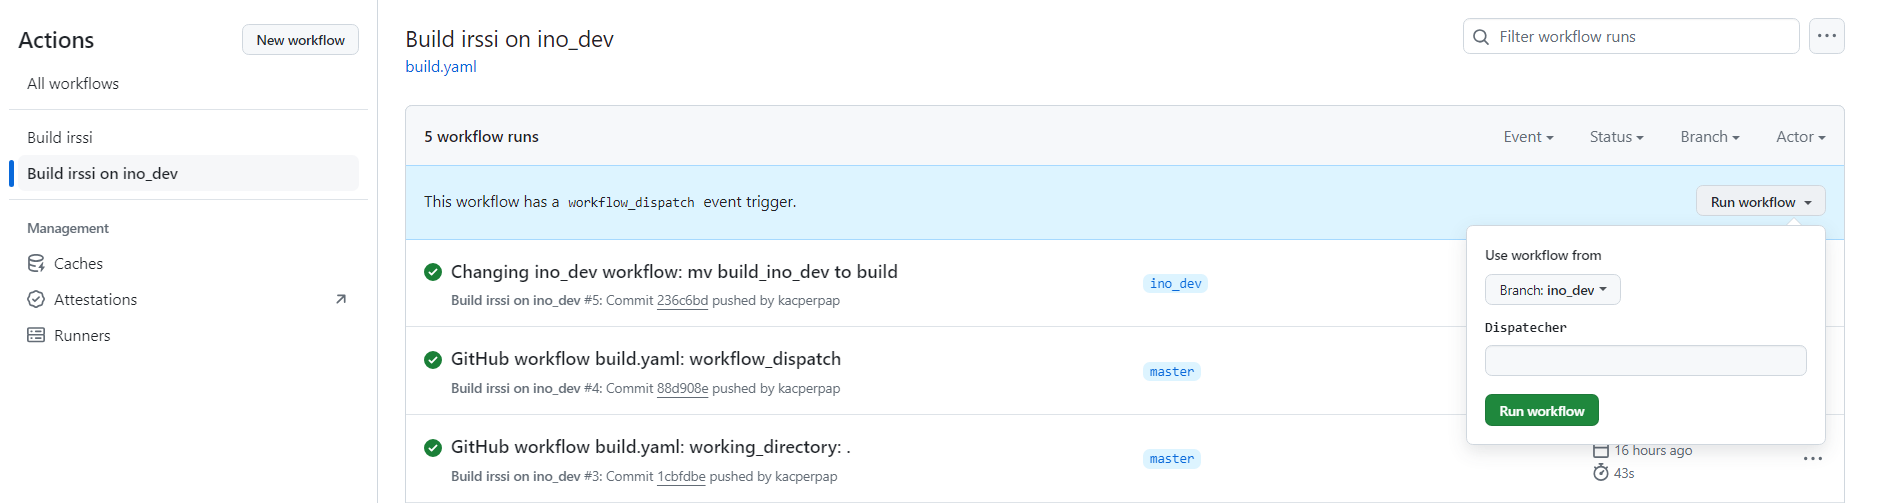 Actions
New workflow
All workflows
Build irssi
Build irssi on ino_dev
Management
Caches
Attestations
Runners
Build irssi on ino_dev
build.yaml
Filter workflow runs
5 workflow runs
Event
Status
Branch
Actor
This workflow has a workflow_dispatch event trigger.
Run workflow
Use workflow from
Branch: ino_dev
Dispatecher
Run workflow
Changing ino_dev workflow: mv build_ino_dev to build
Build irssi on ino_dev #5: Commit 236c6bd pushed by kacperpap
ino_dev
GitHub workflow build.yaml: workflow_dispatch
Build irssi on ino_dev #4: Commit 88d908e pushed by kacperpap
master
GitHub workflow build.yaml: working_directory: .
Build irssi on ino_dev #3: Commit 1cbfdbe pushed by kacperpap
master
16 hours ago
43s